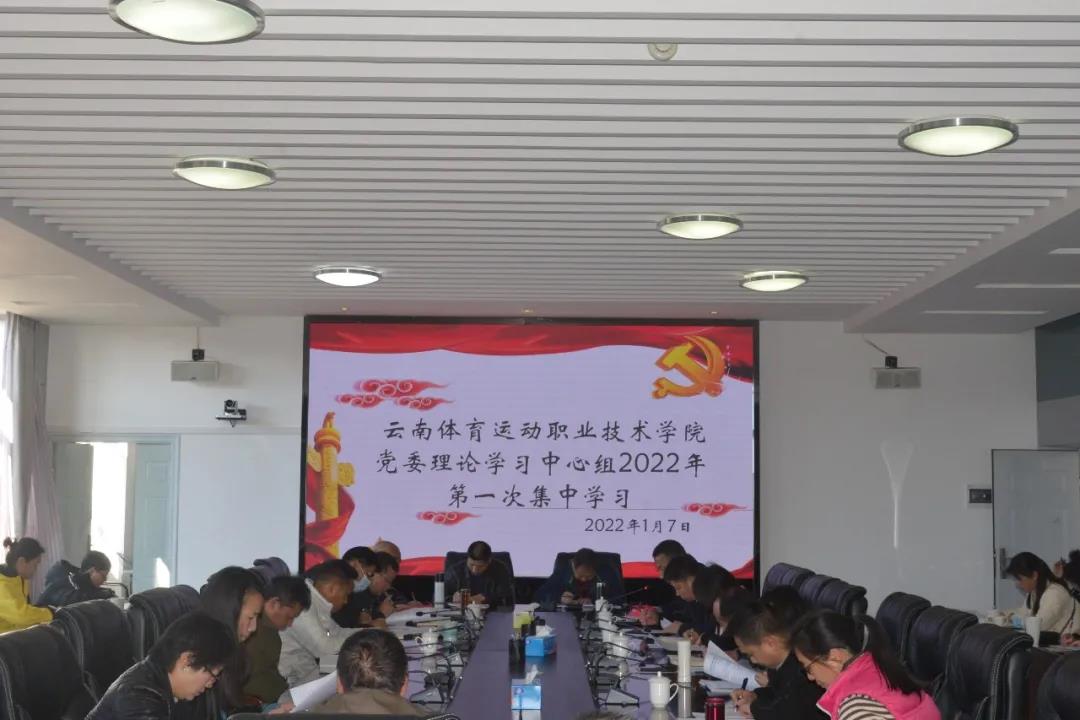 云南体育运动职业技术学院
党委理论学习中心组2022年
第一次集中学习
2022年1月7日